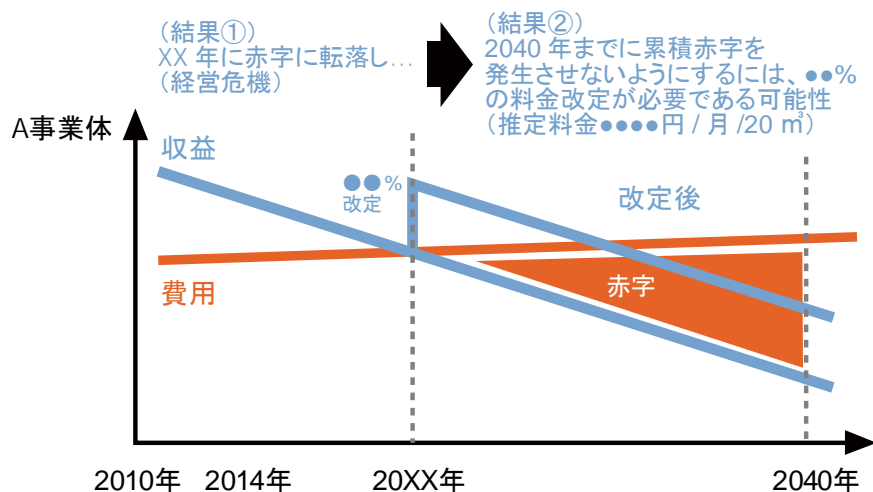 (結果①)
XX 年に赤字に転落し…
(経営危機)
(結果②)
2040 年までに累積赤字を
発生させないようにするには、●●%
の料金改定が必要である可能性
(推定料金●●●●円 / 月 /20 ㎥)
A事業体
収益
●●%
改定
改定後
費用
赤字
2010年 2014年 20XX年 2040年